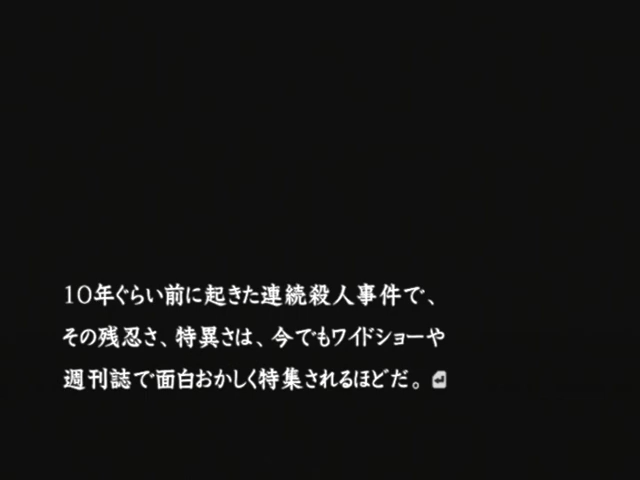 10年ぐらい前に起きた連続殺人事件で、
その残忍さ、特異さは、今でもワイドショーや
週刊誌で面白おかしく特集されるほどだ。